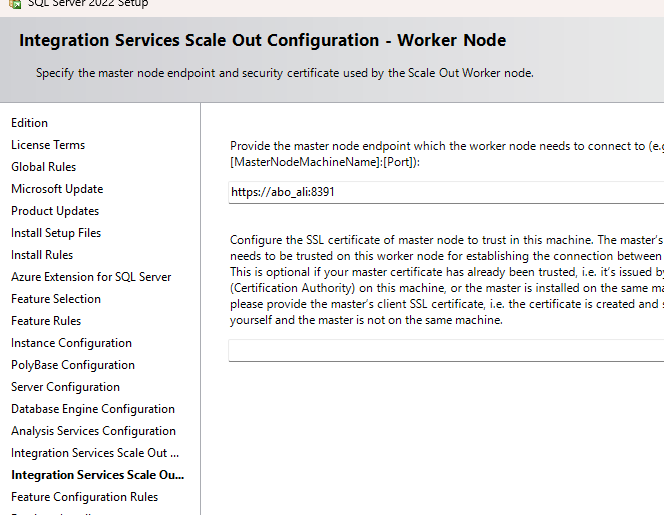 SQL Server 2022 Setup
Integration Services Scale Out Configuration - Worker Node
Specify the master node endpoint and security certificate used by the Scale Out Worker node.
Edition
License Terms
Global Rules
Microsoft Update
Product Updates
Install Setup Files
Install Rules
Azure Extension for SQL Server
Feature Selection
Feature Rules
Instance Configuration
PolyBase Configuration
Server Configuration
Database Engine Configuration
Analysis Services Configuration
Integration Services Scale Out ...
Integration Services Scale Ou...
Feature Configuration Rules
Provide the master node endpoint which the worker node needs to connect to (e.g
[MasterNodeMachineName]:[Port]):
https://abo_ali:8391
Configure the SSL certificate of master node to trust in this machine. The master's
needs to be trusted on this worker node for establishing the connection between
This is optional if your master certificate has already been trusted, i.e. it's issued by
(Certification Authority) on this machine, or the master is installed on the same ma
please provide the master's client SSL certificate, i.e. the certificate is created and s
yourself and the master is not on the same machine.